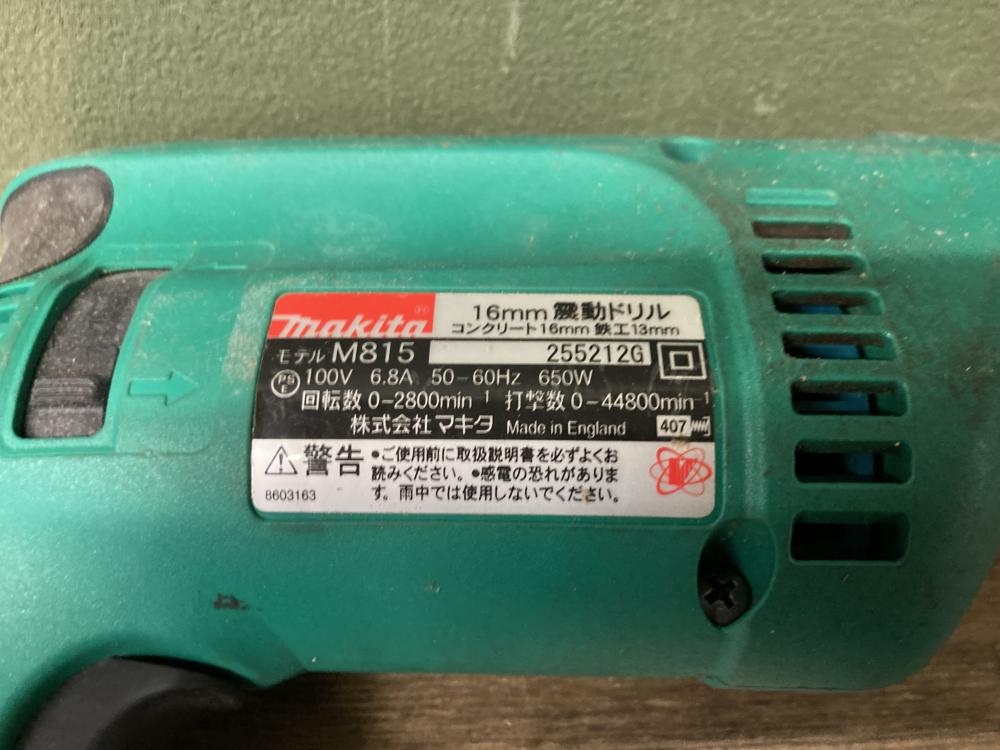 makita
16mm 震動ドリル
コンクリート16mm 鉄工13mm
モデル M815 255212G
PS
E
100V 6.8A 50-60Hz 650W
回転数 0-2800min⁻¹ 打撃数 0-44800min⁻¹
株式会社マキタ Made in England 407
警告 •ご使用前に取扱説明書を必ずよくお
読みください。•感電の恐れがありま
す。雨中では使用しないでください。
8603163